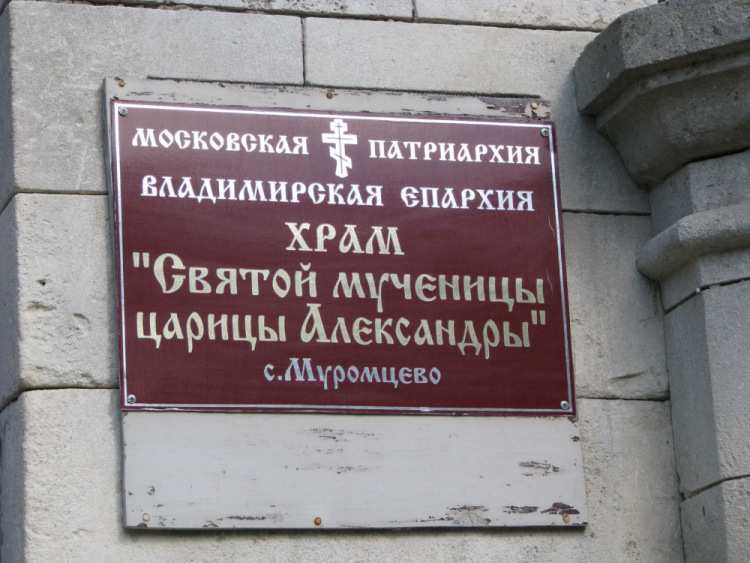 МОСКОВСКАЯ ПАТРИАРХИЯ
ВЛАДИМИРСКАЯ ЕПАРХИЯ
ХРАМ
"Святой мученицы
царицы Александры"
с.Муромцево